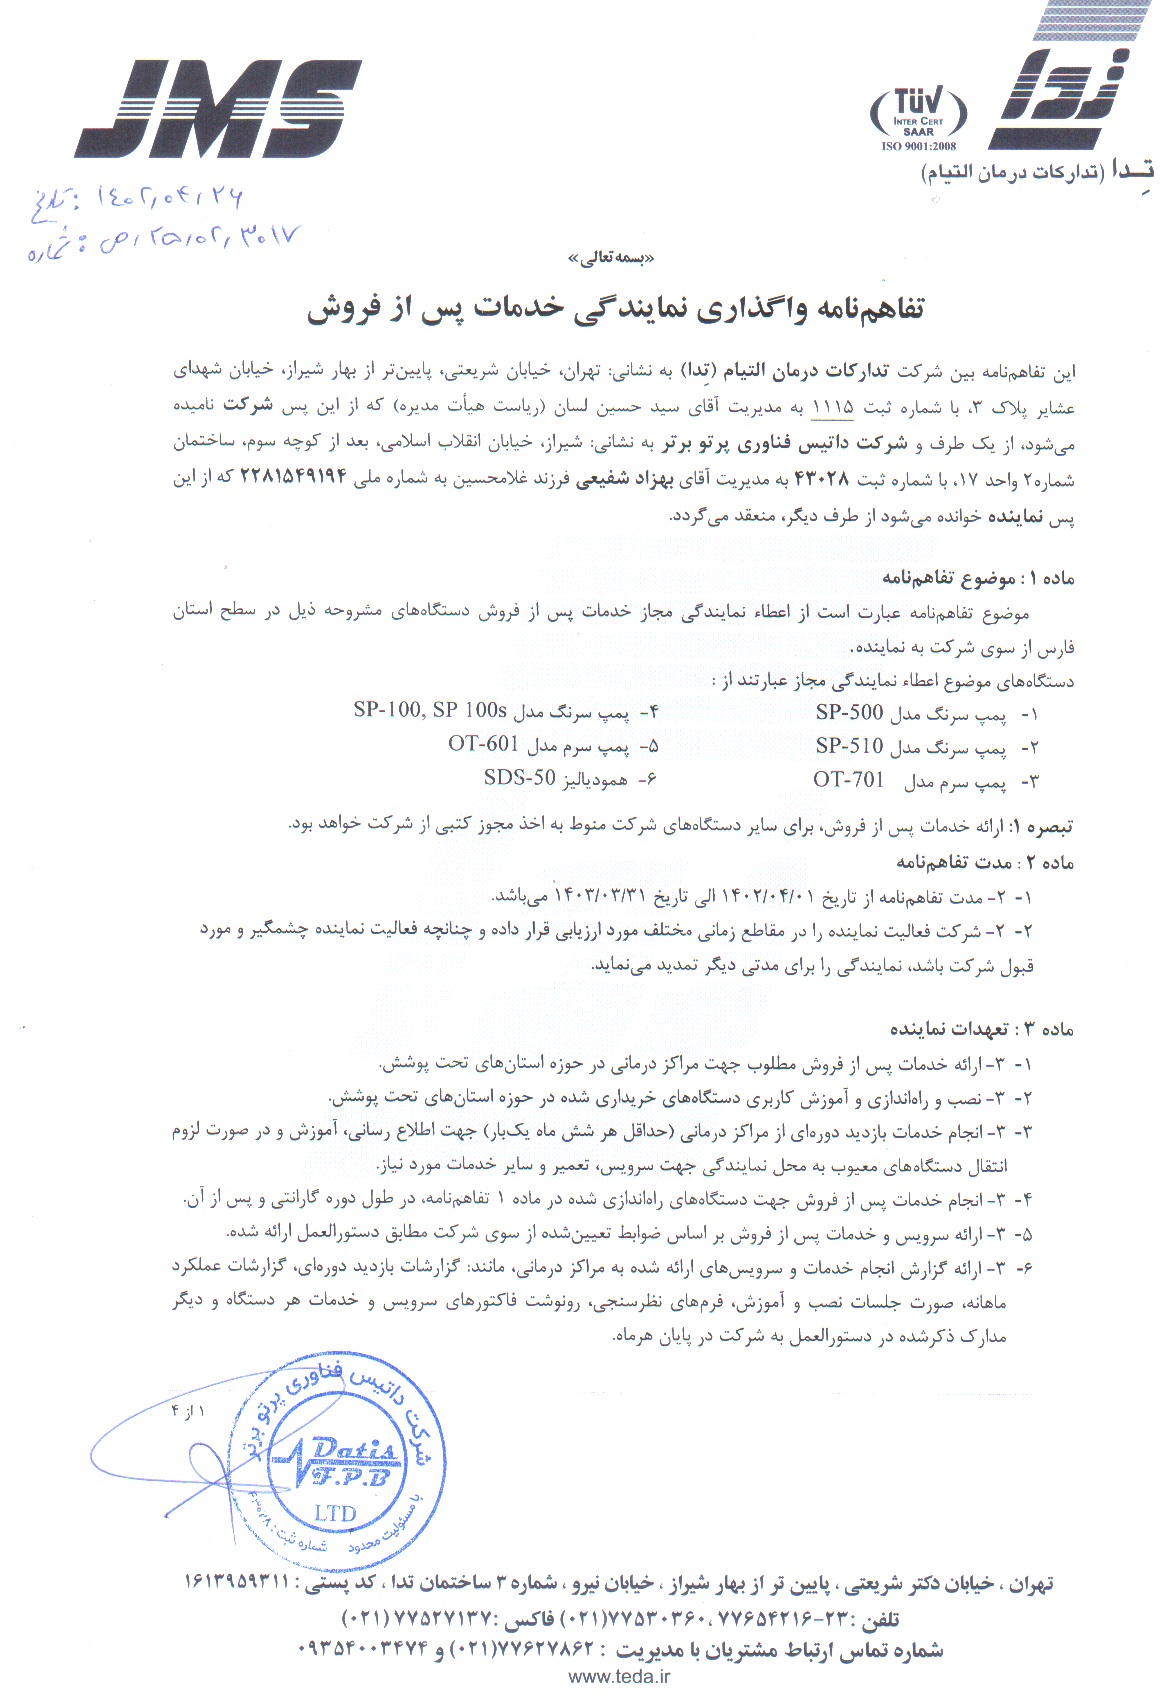 JMS
تدا
TÜV
INTER CERT
SAAR
ISO 9001:2008
تِـدا (تدارکات درمان التیام)
تاریخ : ۱۴۰۲٫۰۴٫۲۶
شماره : ص٫۲۵٫۰۲٫۳۰۱۷
«بسمه تعالی»
تفاهم‌نامه واگذاری نمایندگی خدمات پس از فروش
این تفاهم‌نامه بین شرکت تدارکات درمان التیام (تِدا) به نشانی: تهران، خیابان شریعتی، پایین‌تر از بهار شیراز، خیابان شهدای
عشایر پلاک ۳، با شماره ثبت ۱۱۱۵ به مدیریت آقای سید حسین لسان (ریاست هیأت مدیره) که از این پس شرکت نامیده
می‌شود، از یک طرف و شرکت داتیس فناوری پرتو برتر به نشانی: شیراز، خیابان انقلاب اسلامی، بعد از کوچه سوم، ساختمان
شماره۲ واحد ۱۷، با شماره ثبت ۴۳۰۲۸ به مدیریت آقای بهزاد شفیعی فرزند غلامحسین به شماره ملی ۲۲۸۱۵۴۹۱۹۴ که از این
پس نماینده خوانده می‌شود از طرف دیگر، منعقد می‌گردد.
ماده ۱ : موضوع تفاهم‌نامه
موضوع تفاهم‌نامه عبارت است از اعطاء نمایندگی مجاز خدمات پس از فروش دستگاه‌های مشروحه ذیل در سطح استان
فارس از سوی شرکت به نماینده.
دستگاه‌های موضوع اعطاء نمایندگی مجاز عبارتند از :
۱- پمپ سرنگ مدل SP-500 ۴- پمپ سرنگ مدل SP-100, SP 100s
۲- پمپ سرنگ مدل SP-510 ۵- پمپ سرم مدل OT-601
۳- پمپ سرم مدل OT-701 ۶- همودیالیز SDS-50
تبصره ۱: ارائه خدمات پس از فروش، برای سایر دستگاه‌های شرکت منوط به اخذ مجوز کتبی از شرکت خواهد بود.
ماده ۲ : مدت تفاهم‌نامه
۱- ۲- مدت تفاهم‌نامه از تاریخ ۱۴۰۲/۰۴/۰۱ الی تاریخ ۱۴۰۳/۰۳/۳۱ می‌باشد.
۲- ۲- شرکت فعالیت نماینده را در مقاطع زمانی مختلف مورد ارزیابی قرار داده و چنانچه فعالیت نماینده چشمگیر و مورد
قبول شرکت باشد، نمایندگی را برای مدتی دیگر تمدید می‌نماید.
ماده ۳ : تعهدات نماینده
۱- ۳- ارائه خدمات پس از فروش مطلوب جهت مراکز درمانی در حوزه استان‌های تحت پوشش.
۲- ۳- نصب و راه‌اندازی و آموزش کاربری دستگاه‌های خریداری شده در حوزه استان‌های تحت پوشش.
۳- ۳- انجام خدمات بازدید دوره‌ای از مراکز درمانی (حداقل هر شش ماه یک‌بار) جهت اطلاع رسانی، آموزش و در صورت لزوم
انتقال دستگاه‌های معیوب به محل نمایندگی جهت سرویس، تعمیر و سایر خدمات مورد نیاز.
۴- ۳- انجام خدمات پس از فروش جهت دستگاه‌های راه‌اندازی شده در ماده ۱ تفاهم‌نامه، در طول دوره گارانتی و پس از آن.
۵- ۳- ارائه سرویس و خدمات پس از فروش بر اساس ضوابط تعیین‌شده از سوی شرکت مطابق دستورالعمل ارائه شده.
۶- ۳- ارائه گزارش انجام خدمات و سرویس‌های ارائه شده به مراکز درمانی، مانند: گزارشات بازدید دوره‌ای، گزارشات عملکرد
ماهانه، صورت جلسات نصب و آموزش، فرم‌های نظرسنجی، رونوشت فاکتورهای سرویس و خدمات هر دستگاه و دیگر
مدارک ذکرشده در دستورالعمل به شرکت در پایان هرماه.
۱ از ۴
شرکت داتیس فناوری پرتو برتر
Datis
F.P.B
LTD
با مسئولیت محدود شماره ثبت : ۴۳۰۲۸
تهران ، خیابان دکتر شریعتی ، پایین تر از بهار شیراز ، خیابان نیرو ، شماره ۳ ساختمان تدا ، کد پستی : ۱۶۱۳۹۵۹۳۱۱
تلفن :۲۳-۷۷۶۵۴۲۱۶ ،۷۷۵۳۰۳۶۰(۰۲۱) فاکس :۷۷۵۲۷۱۳۷ (۰۲۱)
شماره تماس ارتباط مشتریان با مدیریت : ۷۷۶۲۷۸۶۲(۰۲۱) و ۰۹۳۵۴۰۰۳۴۷۴
www.teda.ir